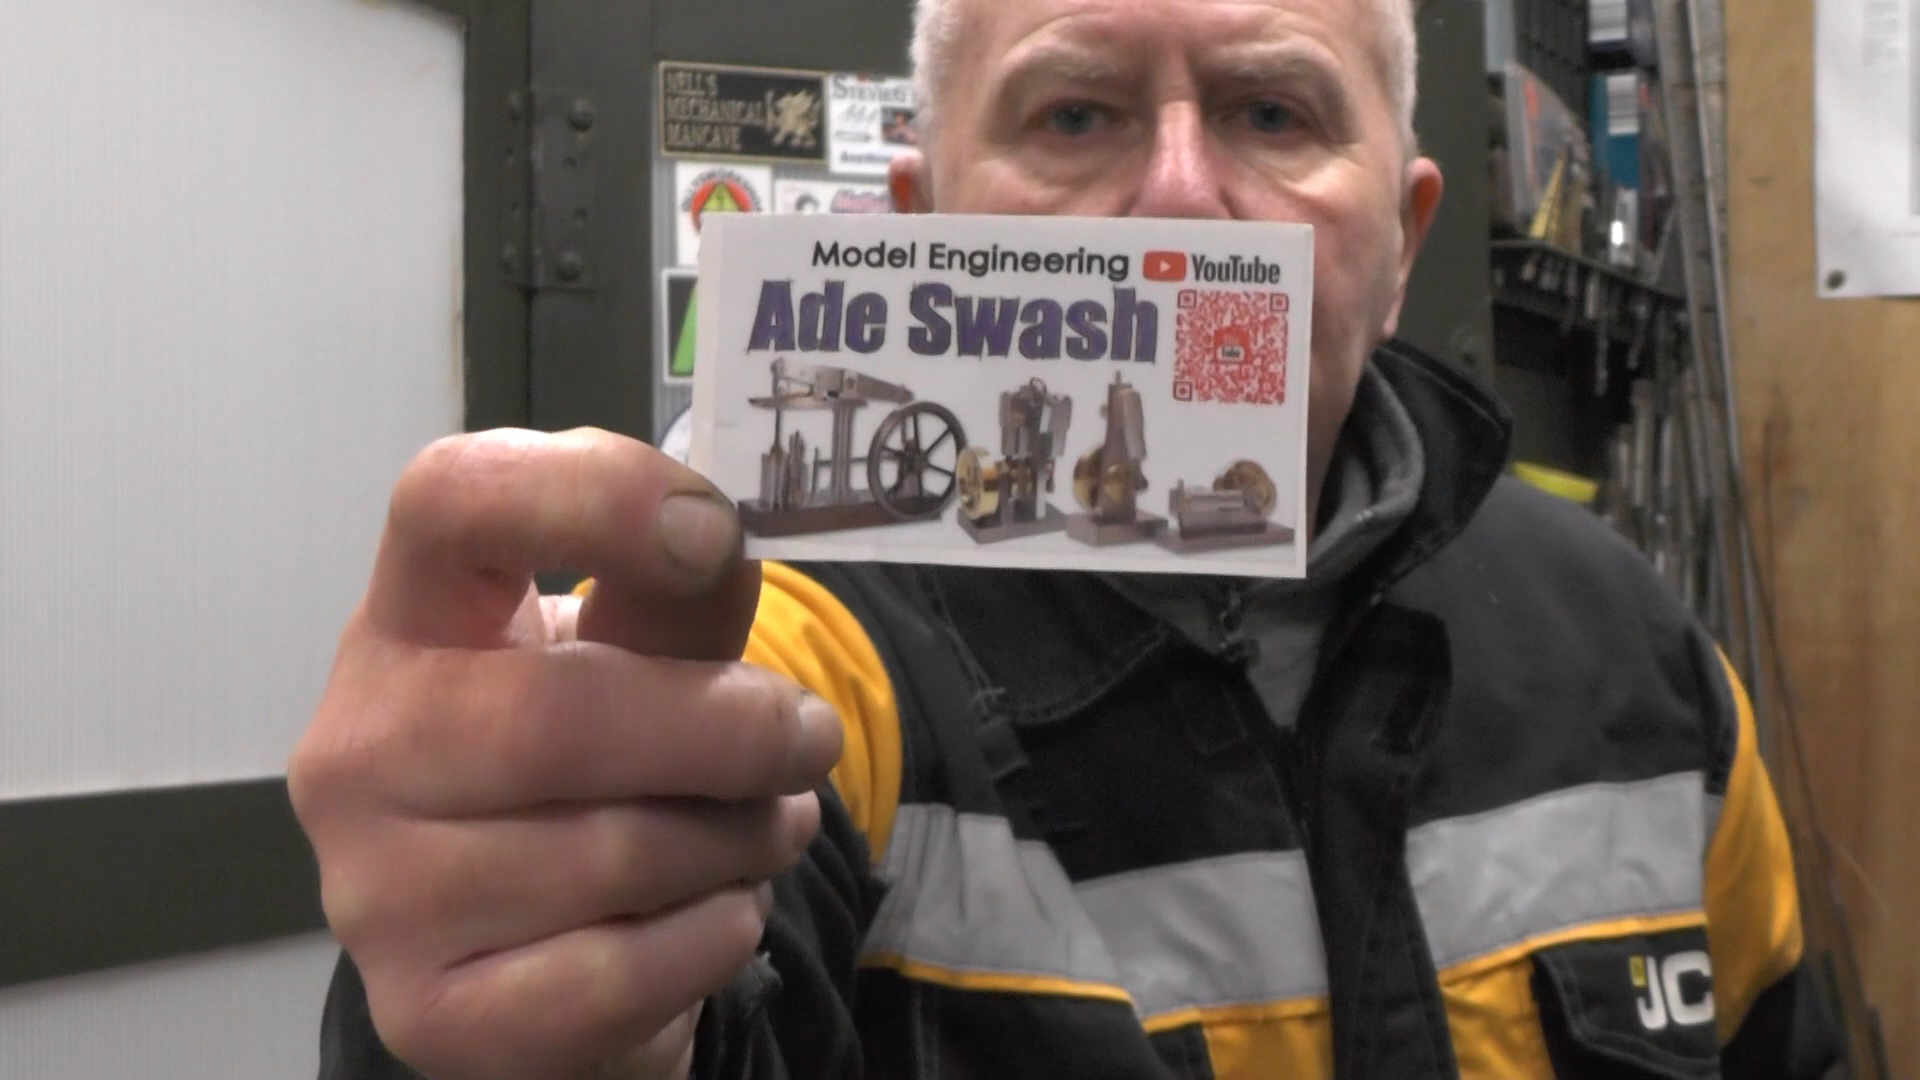 NELL'S
MECHANICAL
MANCAVE
Model Engineering YouTube
Ade Swash
JC